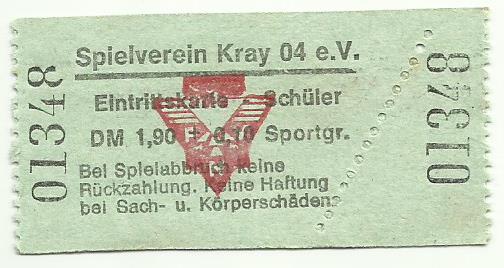 01348
Spielverein Kray 04 e.V.
Eintrittskarte - Schüler
DM 1,90 + 0,10 Sportgr.
Bei Spielabbruch keine
Rückzahlung. Keine Haftung
bei Sach- u. Körperschäden.
01348